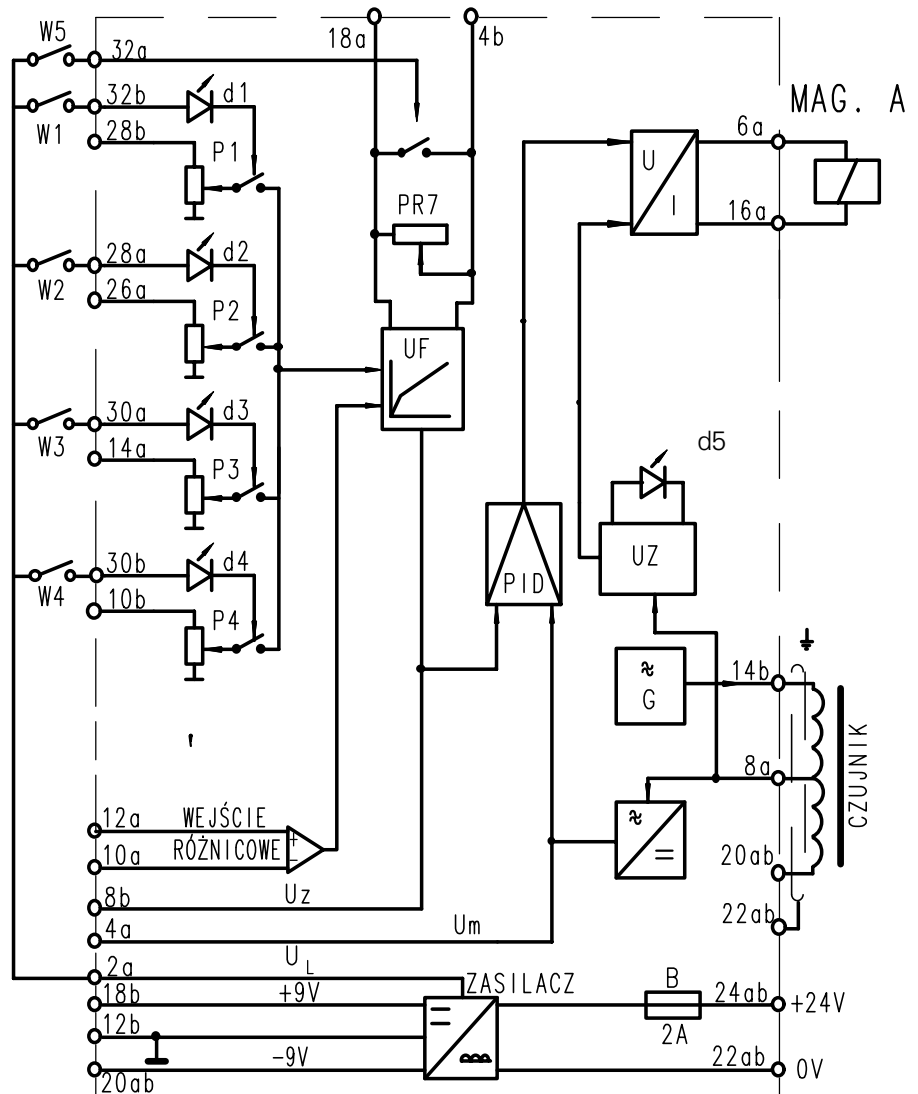 W5
32a
18a
4b
W1
32b
d1
28b
P1
MAG. A
6a
U
I
16a
PR7
W2
28a
d2
26a
P2
UF
W3
30a
d3
14a
P3
d5
UZ
PID
W4
30b
d4
10b
P4
≈
G
14b
8a
CZUJNIK
12a
WEJŚCIE
+
10a
RÓŻNICOWE
−
≈
=
20ab
22ab
8b
Uz
4a
Um
2a
U L
ZASILACZ
18b
+9V
B
24ab
+24V
12b
2A
20ab
−9V
22ab
0V